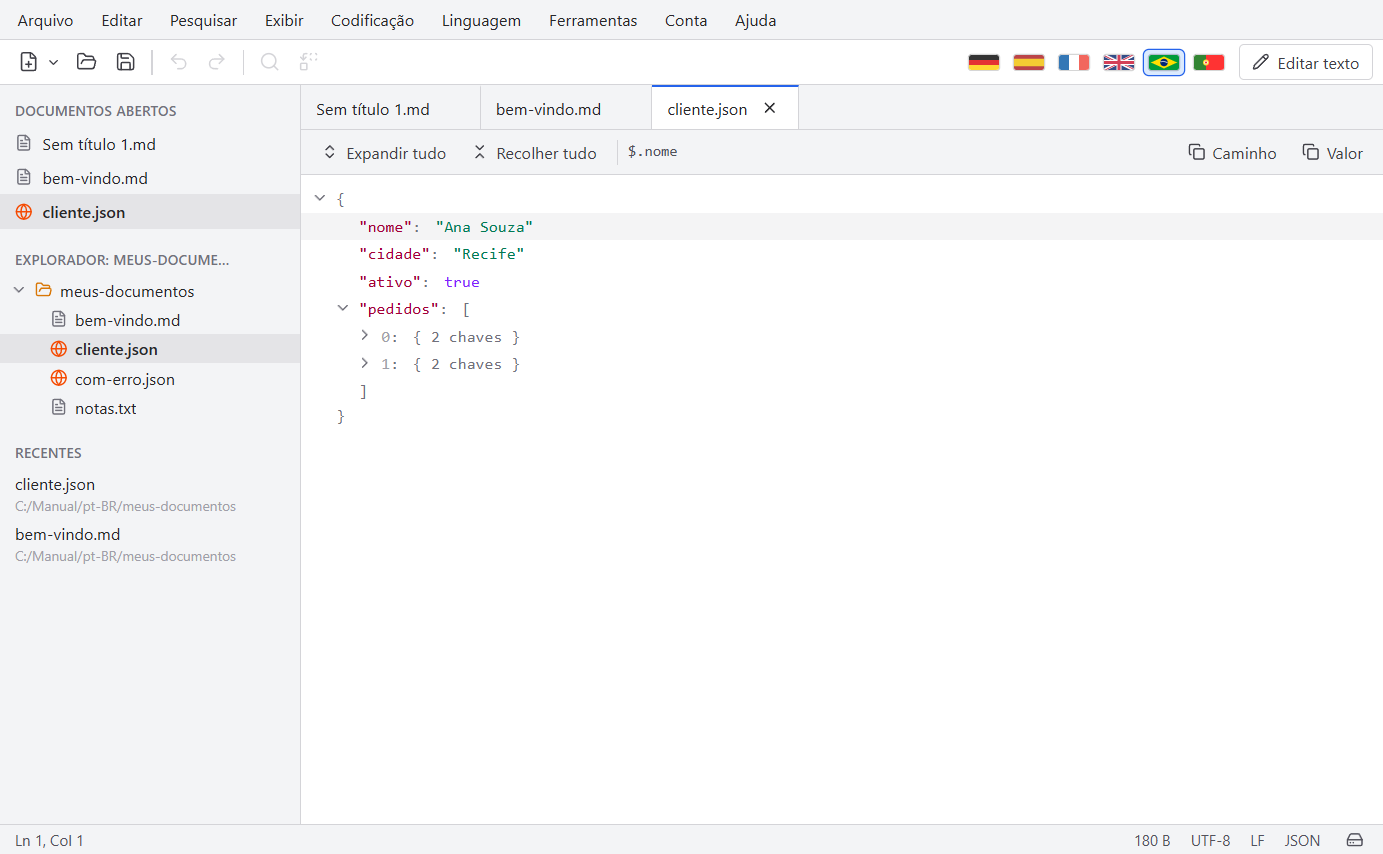 Arquivo Editar Pesquisar Exibir Codificação Linguagem Ferramentas Conta Ajuda
Editar texto
DOCUMENTOS ABERTOS
Sem título 1.md
bem-vindo.md
cliente.json
EXPLORADOR: MEUS-DOCUME...
meus-documentos
bem-vindo.md
cliente.json
com-erro.json
notas.txt
RECENTES
cliente.json
C:/Manual/pt-BR/meus-documentos
bem-vindo.md
C:/Manual/pt-BR/meus-documentos
Sem título 1.md bem-vindo.md cliente.json
Expandir tudo Recolher tudo $.nome Caminho Valor
{
"nome": "Ana Souza"
"cidade": "Recife"
"ativo": true
"pedidos": [
0: { 2 chaves }
1: { 2 chaves }
]
}
Ln 1, Col 1 180 B UTF-8 LF JSON